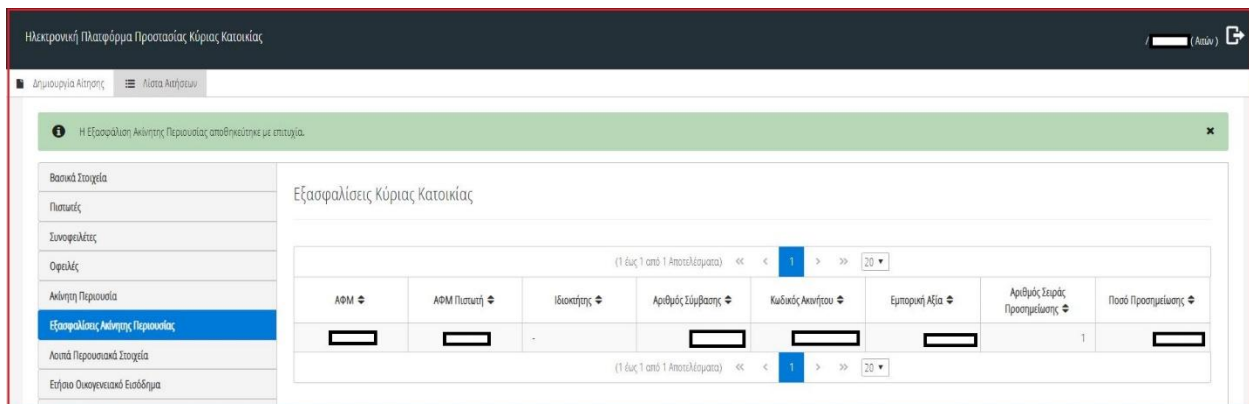 Ηλεκτρονική Πλατφόρμα Προστασίας Κύριας Κατοικίας
/ ( Αιτών )
Δημιουργία Αίτησης Λίστα Αιτήσεων
Η Εξασφάλιση Ακίνητης Περιουσίας αποθηκεύτηκε με επιτυχία.
Βασικά Στοιχεία
Πιστωτές
Συνοφειλέτες
Οφειλές
Ακίνητη Περιουσία
Εξασφαλίσεις Ακίνητης Περιουσίας
Λοιπά Περουσιακά Στοιχεία
Ετήσιο Οικογενειακό Εισόδημα
Εξασφαλίσεις Κύριας Κατοικίας
(1 έως 1 από 1 Αποτελέσματα) 1 20
ΑΦΜ ΑΦΜ Πιστωτή Ιδιοκτήτης Αριθμός Σύμβασης Κωδικός Ακινήτου Εμπορική Αξία Αριθμός Σειράς Προσημείωσης Ποσό Προσημείωσης
- 1
(1 έως 1 από 1 Αποτελέσματα) 1 20